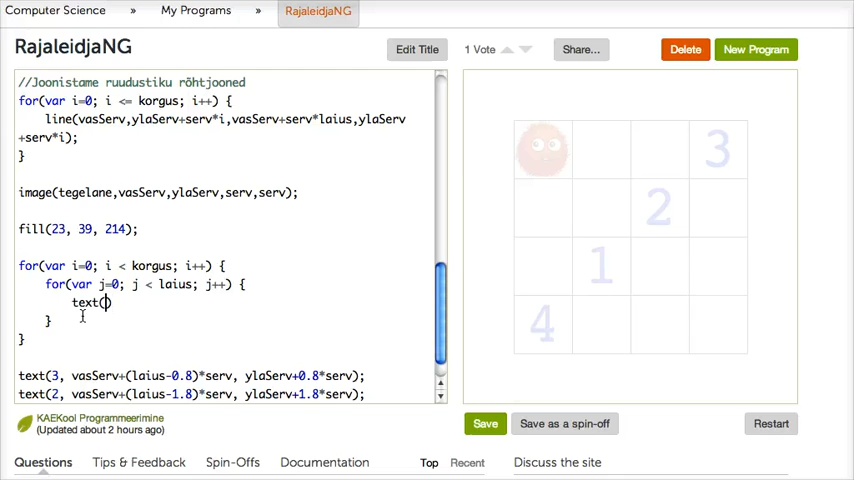 Computer Science » My Programs » RajaleidjaNG
RajaleidjaNG
Edit Title
1 Vote
Share...
Delete
New Program
//Joonistame ruudustiku rõhtjooned
for(var i=0; i <= korgus; i++) {
line(vasServ,ylaServ+serv*i,vasServ+serv*laius,ylaServ
+serv*i);
}
image(tegelane,vasServ,ylaServ,serv,serv);
fill(23, 39, 214);
for(var i=0; i < korgus; i++) {
for(var j=0; j < laius; j++) {
text()
}
}
text(3, vasServ+(laius-0.8)*serv, ylaServ+0.8*serv);
text(2, vasServ+(laius-1.8)*serv, ylaServ+1.8*serv);
3
2
1
4
KAEKool Programmeerimine
(Updated about 2 hours ago)
Save
Save as a spin-off
Restart
Questions Tips & Feedback Spin-Offs Documentation Top Recent
Discuss the site